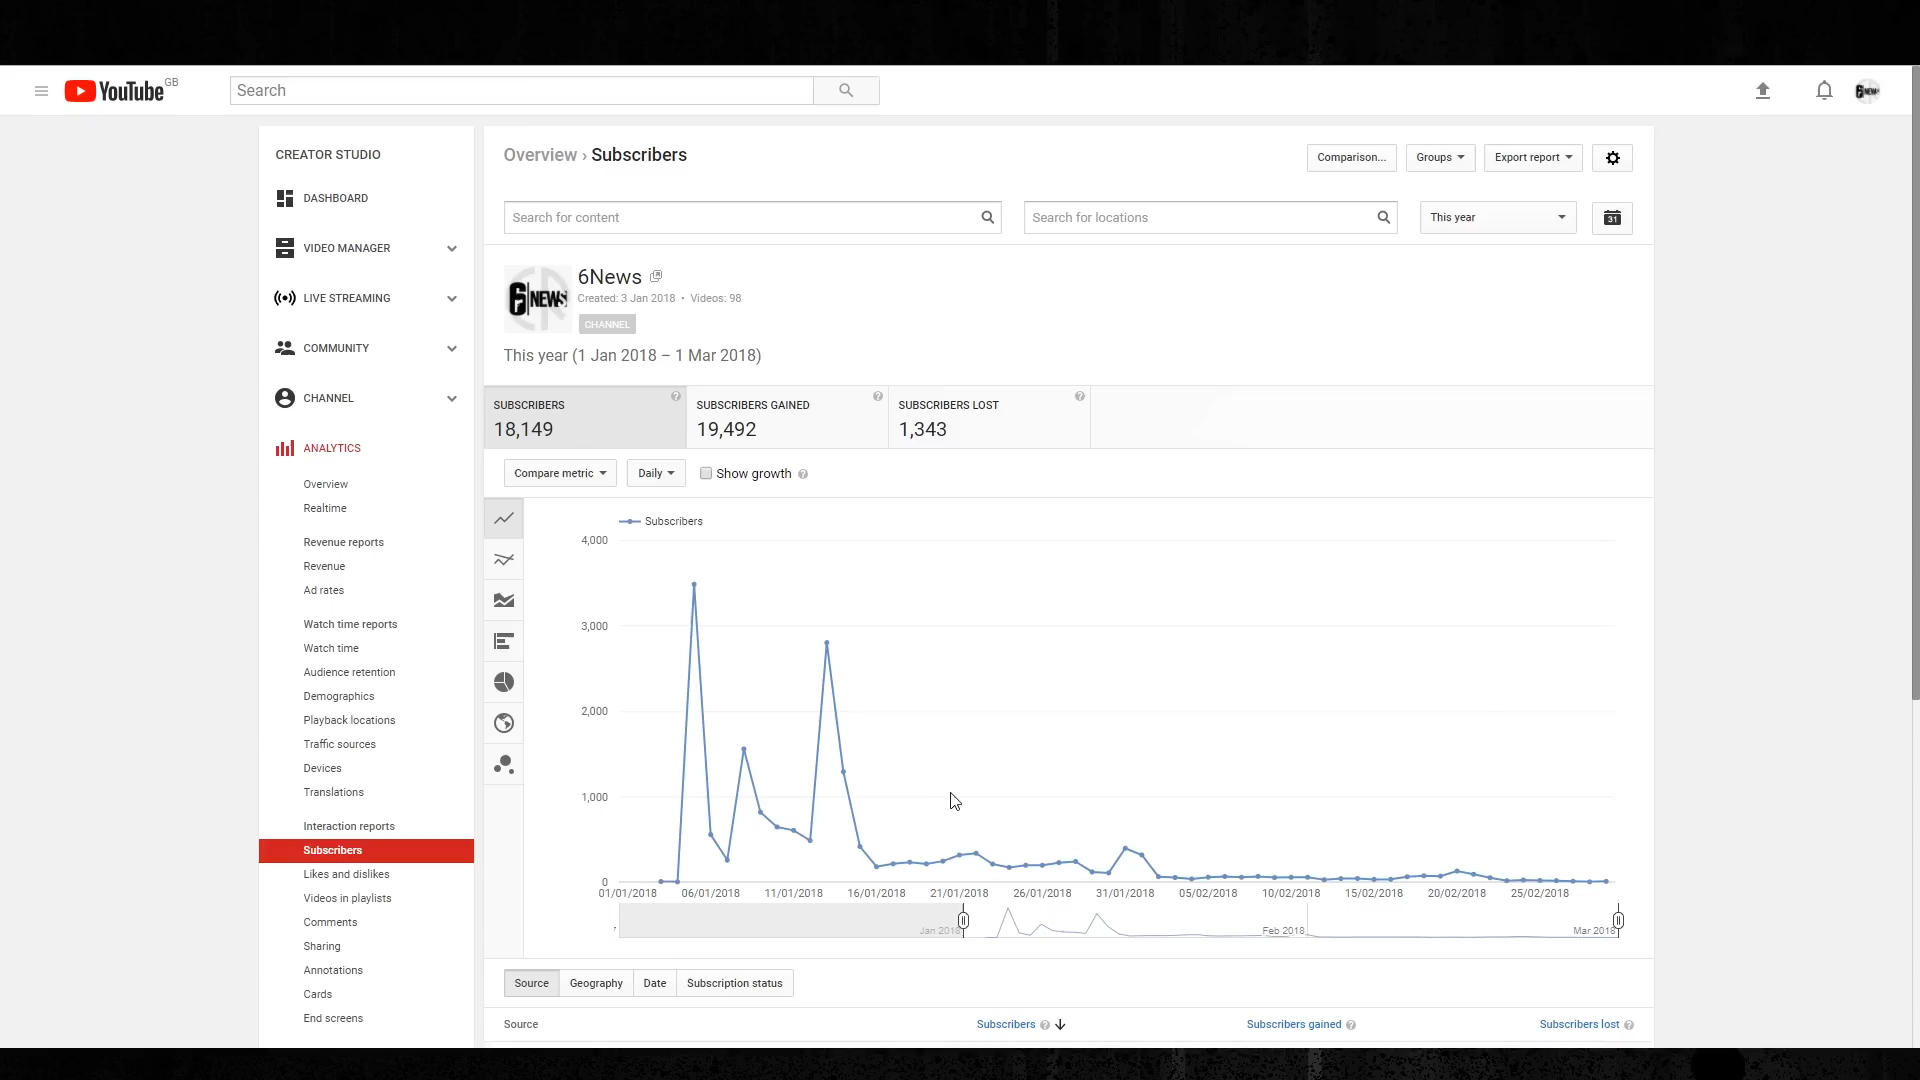 YouTube GB
Search
CREATOR STUDIO
DASHBOARD
VIDEO MANAGER
LIVE STREAMING
COMMUNITY
CHANNEL
ANALYTICS
Overview
Realtime
Revenue reports
Revenue
Ad rates
Watch time reports
Watch time
Audience retention
Demographics
Playback locations
Traffic sources
Devices
Translations
Interaction reports
Subscribers
Likes and dislikes
Videos in playlists
Comments
Sharing
Annotations
Cards
End screens
Overview › Subscribers
Comparison... Groups Export report
Search for content Search for locations This year 31
6 NEWS
6News
Created: 3 Jan 2018 • Videos: 98
CHANNEL
This year (1 Jan 2018 – 1 Mar 2018)
SUBSCRIBERS
18,149
SUBSCRIBERS GAINED
19,492
SUBSCRIBERS LOST
1,343
Compare metric Daily Show growth
Subscribers
4,000
3,000
2,000
1,000
0
01/01/2018 06/01/2018 11/01/2018 16/01/2018 21/01/2018 26/01/2018 31/01/2018 05/02/2018 10/02/2018 15/02/2018 20/02/2018 25/02/2018
Jan 2018 Feb 2018 Mar 2018
Source Geography Date Subscription status
Source Subscribers Subscribers gained Subscribers lost